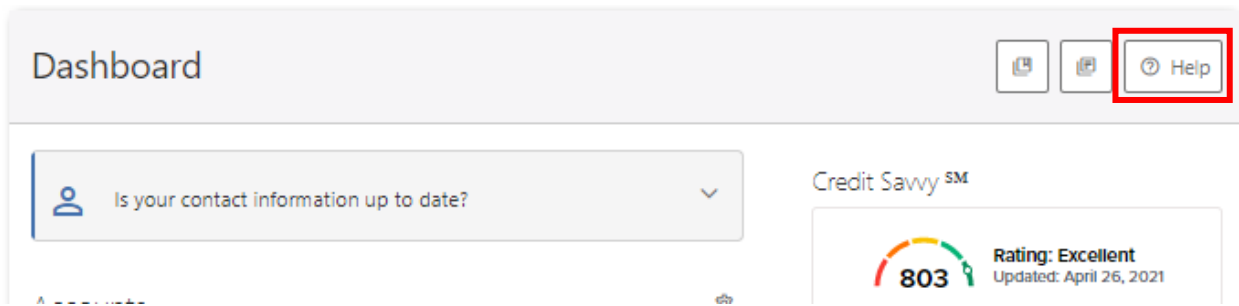 Dashboard
Help
Is your contact information up to date?
Credit Savvy SM
803
Rating: Excellent
Updated: April 26, 2021
Accounts